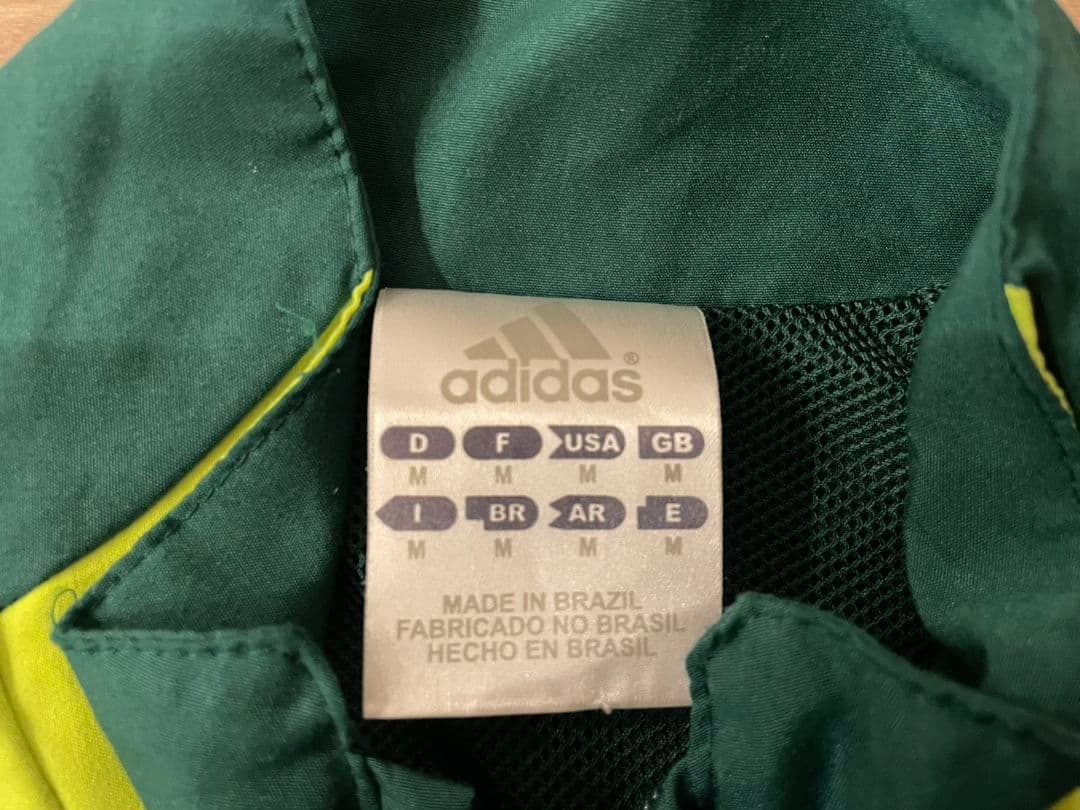 adidas®
D F USA GB
M M M M
I BR AR E
M M M M
MADE IN BRAZIL
FABRICADO NO BRASIL
HECHO EN BRASIL